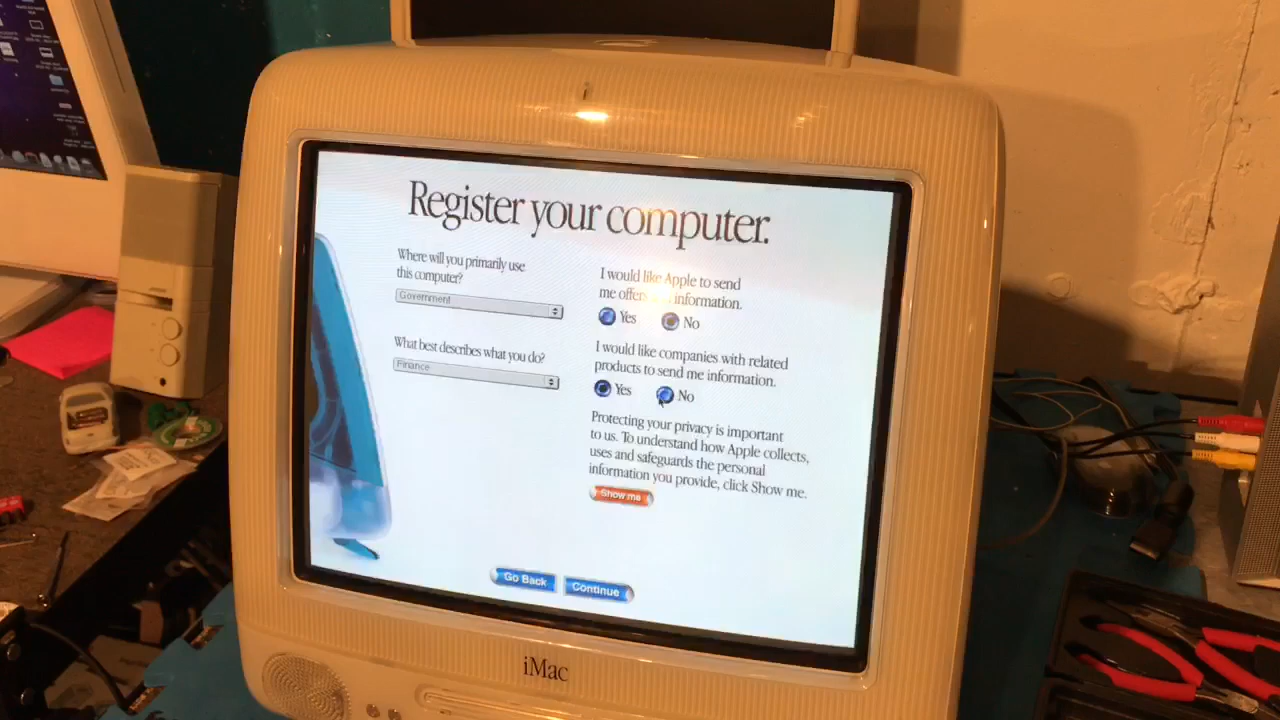 Register your computer.
Where will you primarily use
this computer?
Government
What best describes what you do?
Finance
I would like Apple to send
me offers information.
Yes No
I would like companies with related
products to send me information.
Yes No
Protecting your privacy is important
to us. To understand how Apple collects,
uses and safeguards the personal
information you provide, click Show me.
Show me
Go Back Continue
iMac